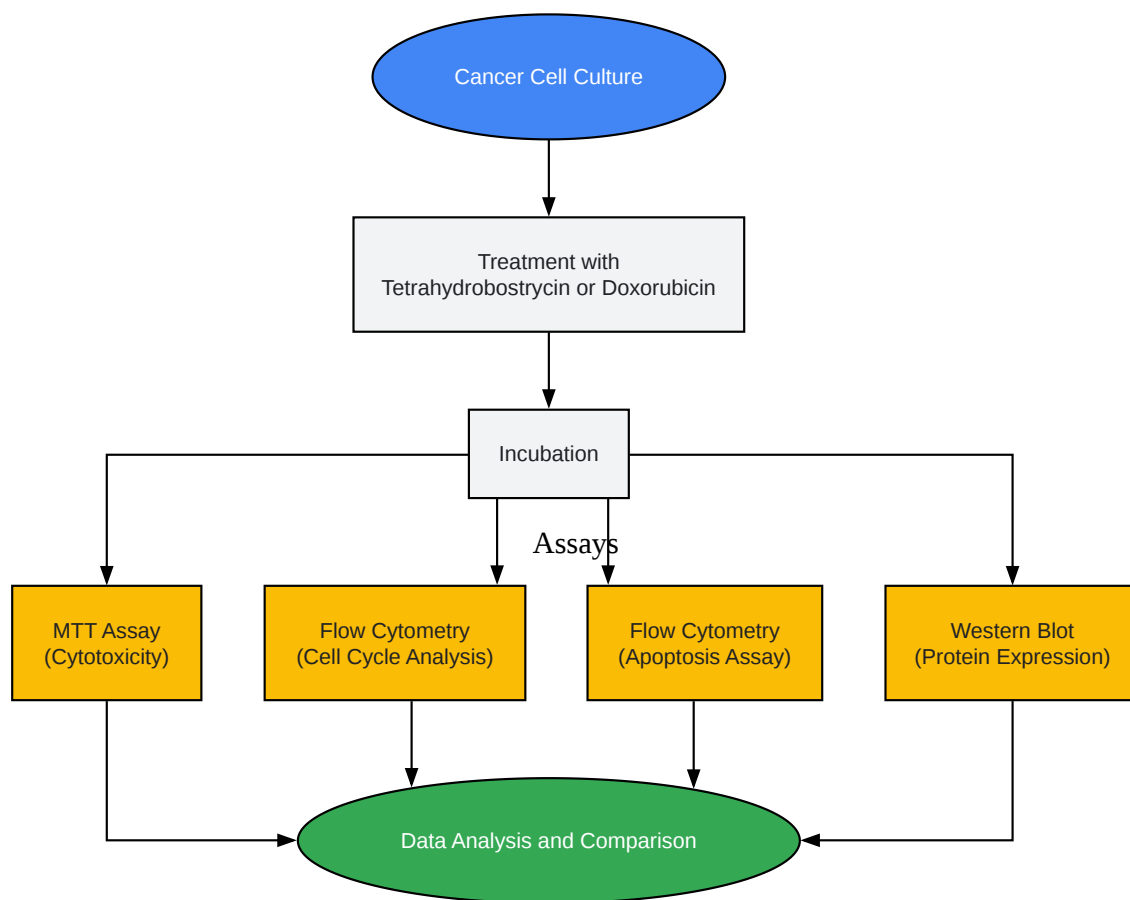 Cancer Cell Culture
Treatment with
Tetrahydrobostrycin or Doxorubicin
Incubation
Assays
MTT Assay
(Cytotoxicity)
Flow Cytometry
(Cell Cycle Analysis)
Flow Cytometry
(Apoptosis Assay)
Western Blot
(Protein Expression)
Data Analysis and Comparison